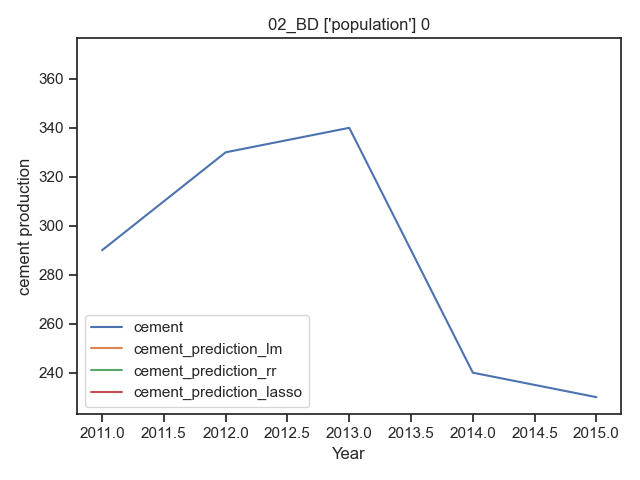 02_BD ['population'] 0
cement production
360
340
320
300
280
260
240
cement
cement_prediction_lm
cement_prediction_rr
cement_prediction_lasso
2011.0 2011.5 2012.0 2012.5 2013.0 2013.5 2014.0 2014.5 2015.0
Year